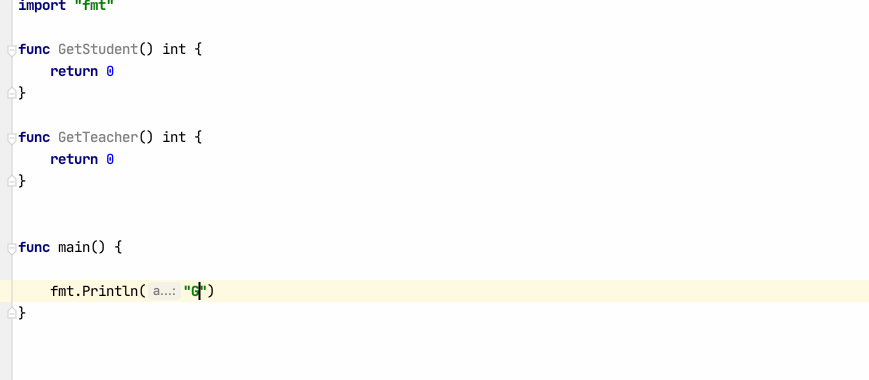 import "fmt"
func GetStudent() int {
return 0
}
func GetTeacher() int {
return 0
}
func main() {
fmt.Println( a...: "G")
}